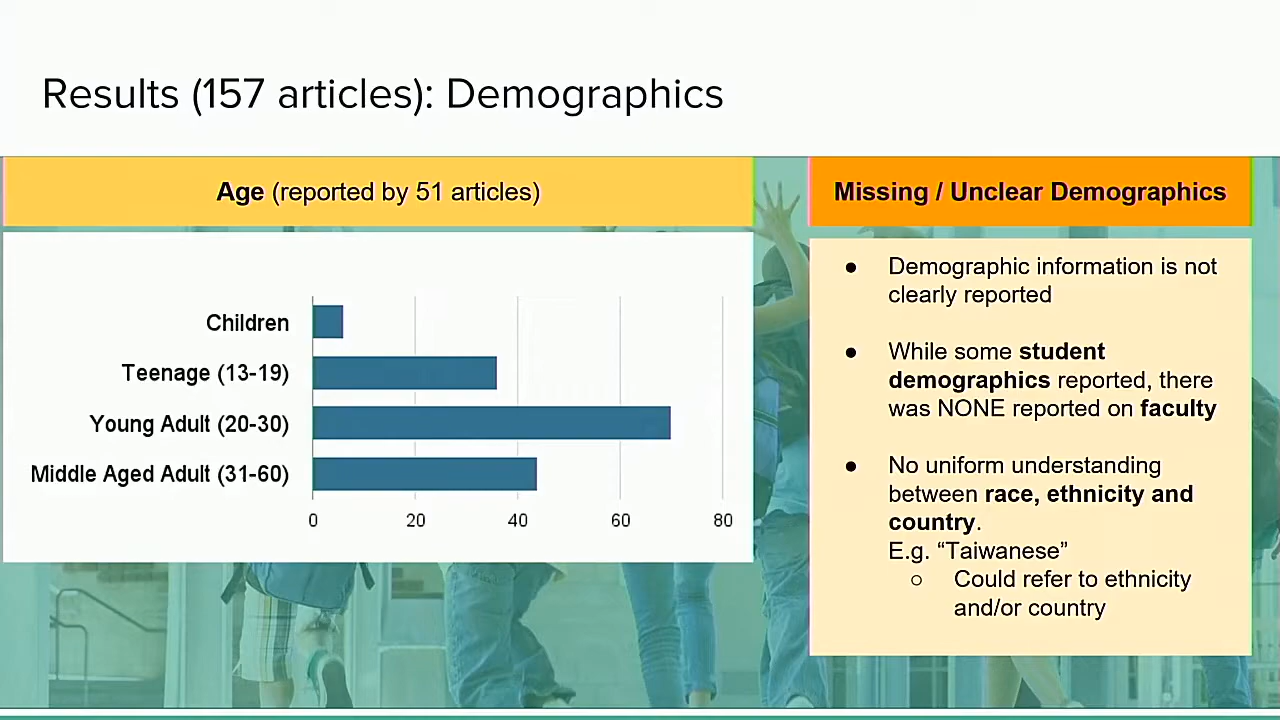 Results (157 articles): Demographics
Age (reported by 51 articles)
Children
Teenage (13-19)
Young Adult (20-30)
Middle Aged Adult (31-60)
0 20 40 60 80
Missing / Unclear Demographics
● Demographic information is not
clearly reported
● While some student
demographics reported, there
was NONE reported on faculty
● No uniform understanding
between race, ethnicity and
country.
E.g. “Taiwanese”
○ Could refer to ethnicity
and/or country